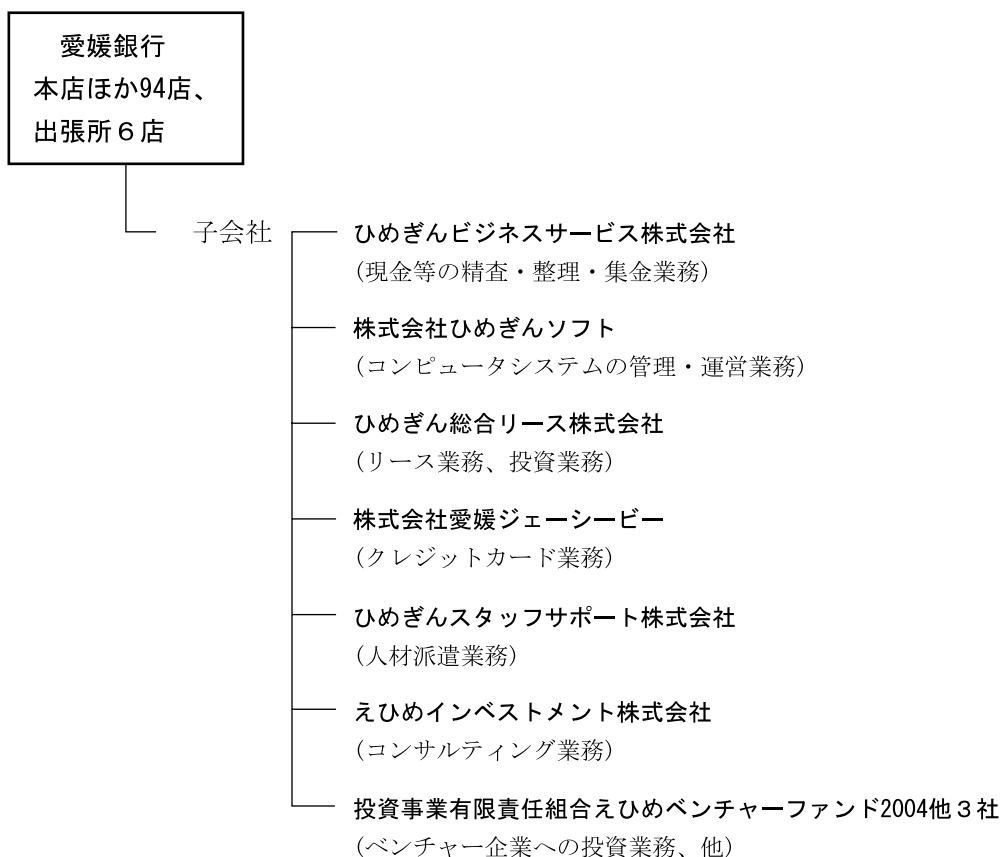 愛媛銀行
本店ほか94店、
出張所６店
子会社
ひめぎんビジネスサービス株式会社
(現金等の精査・整理・集金業務)
株式会社ひめぎんソフト
(コンピュータシステムの管理・運営業務)
ひめぎん総合リース株式会社
(リース業務、投資業務)
株式会社愛媛ジェーシービー
(クレジットカード業務)
ひめぎんスタッフサポート株式会社
(人材派遣業務)
えひめインベストメント株式会社
(コンサルティング業務)
投資事業有限責任組合えひめベンチャーファンド2004他３社
(ベンチャー企業への投資業務、他)